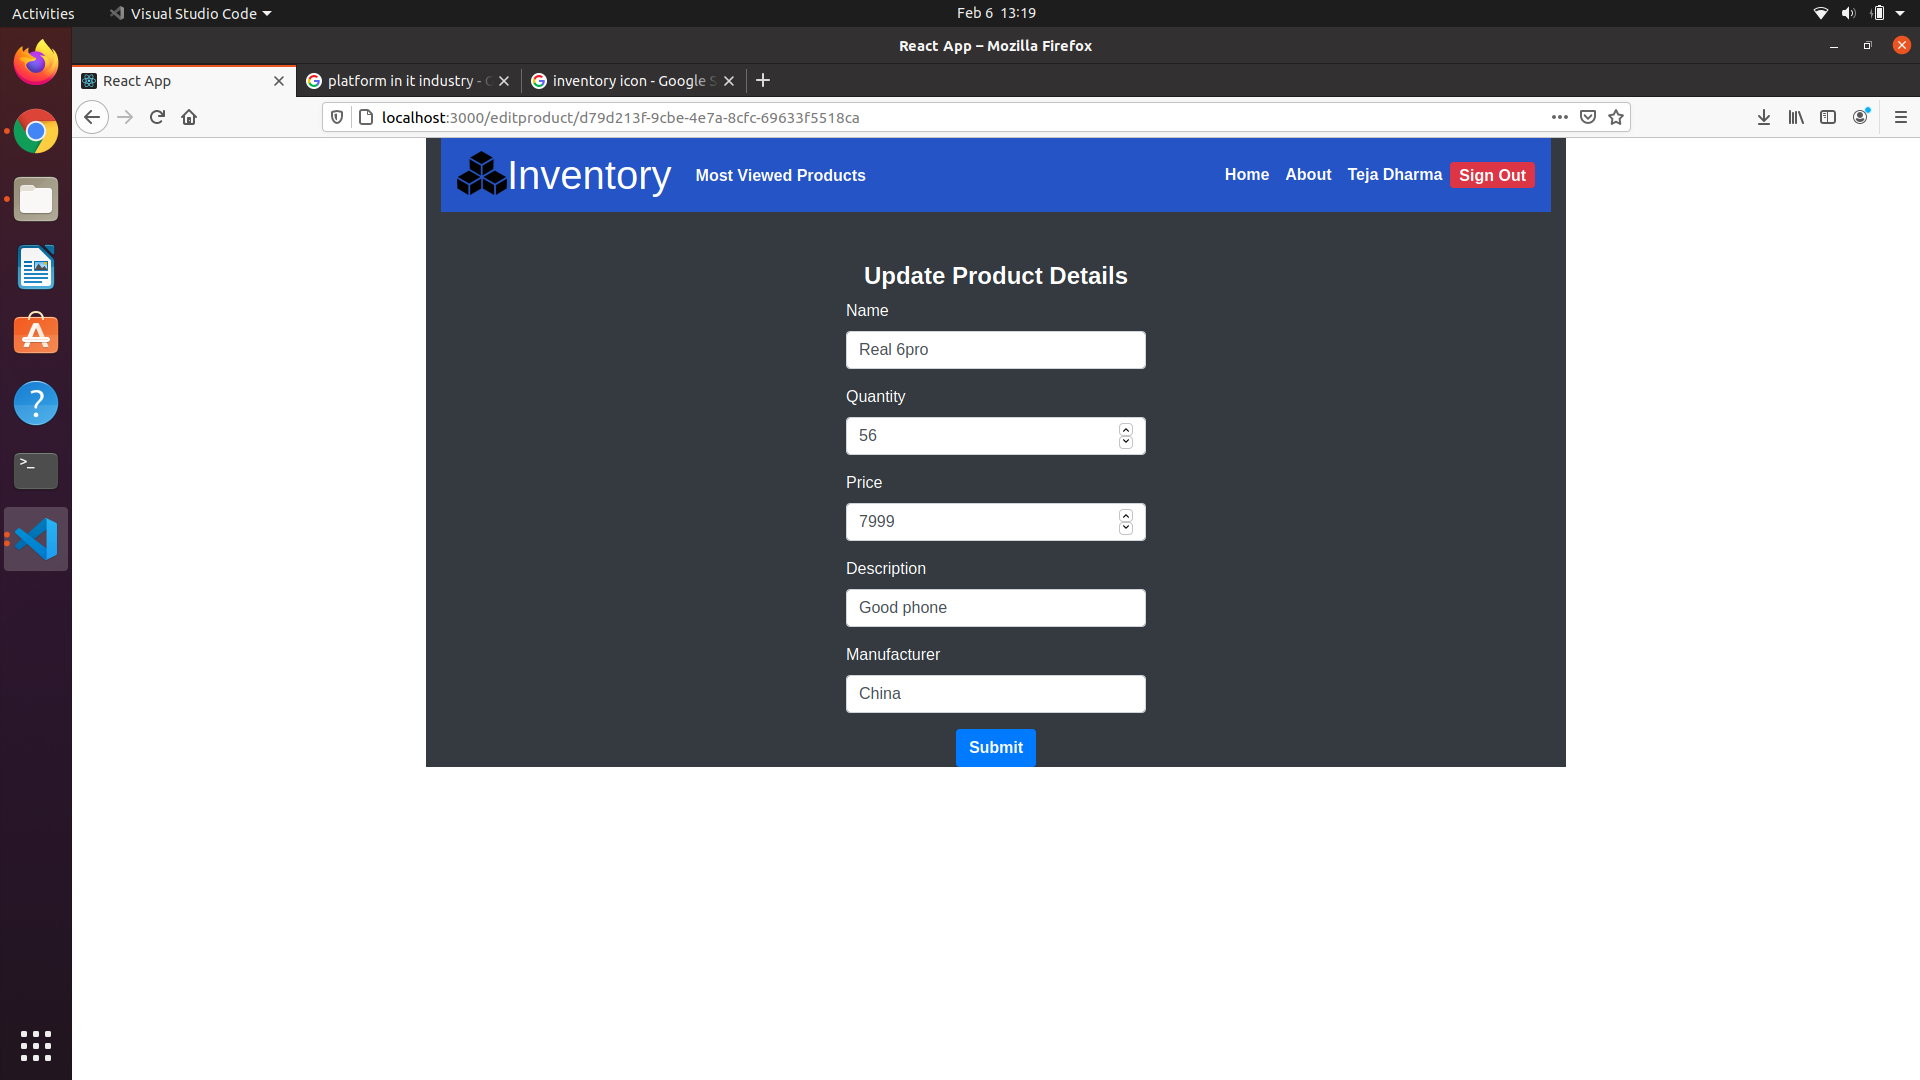 Activities
Visual Studio Code
Feb 6 13:19
React App – Mozilla Firefox
React App
platform in it industry -
inventory icon - Google
localhost:3000/editproduct/d79d213f-9cbe-4e7a-8cfc-69633f5518ca
Inventory
Most Viewed Products
Home
About
Teja Dharma
Sign Out
Update Product Details
Name
Real 6pro
Quantity
56
Price
7999
Description
Good phone
Manufacturer
China
Submit